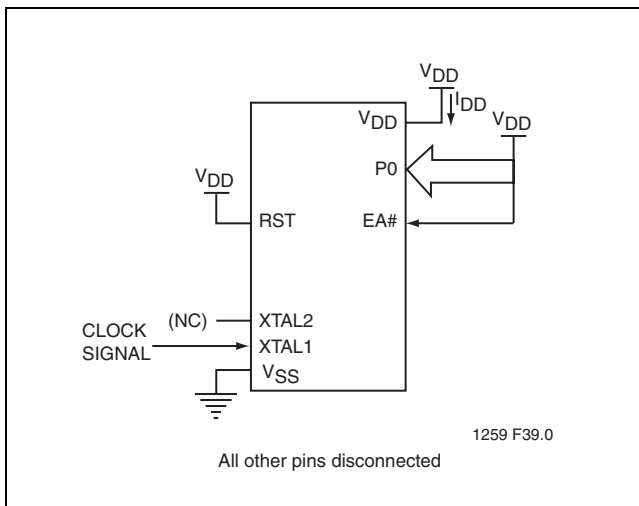 VDD
IDD
VDD
VDD
P0
VDD
RST
EA#
(NC)
XTAL2
CLOCK
SIGNAL
XTAL1
VSS
1259 F39.0
All other pins disconnected